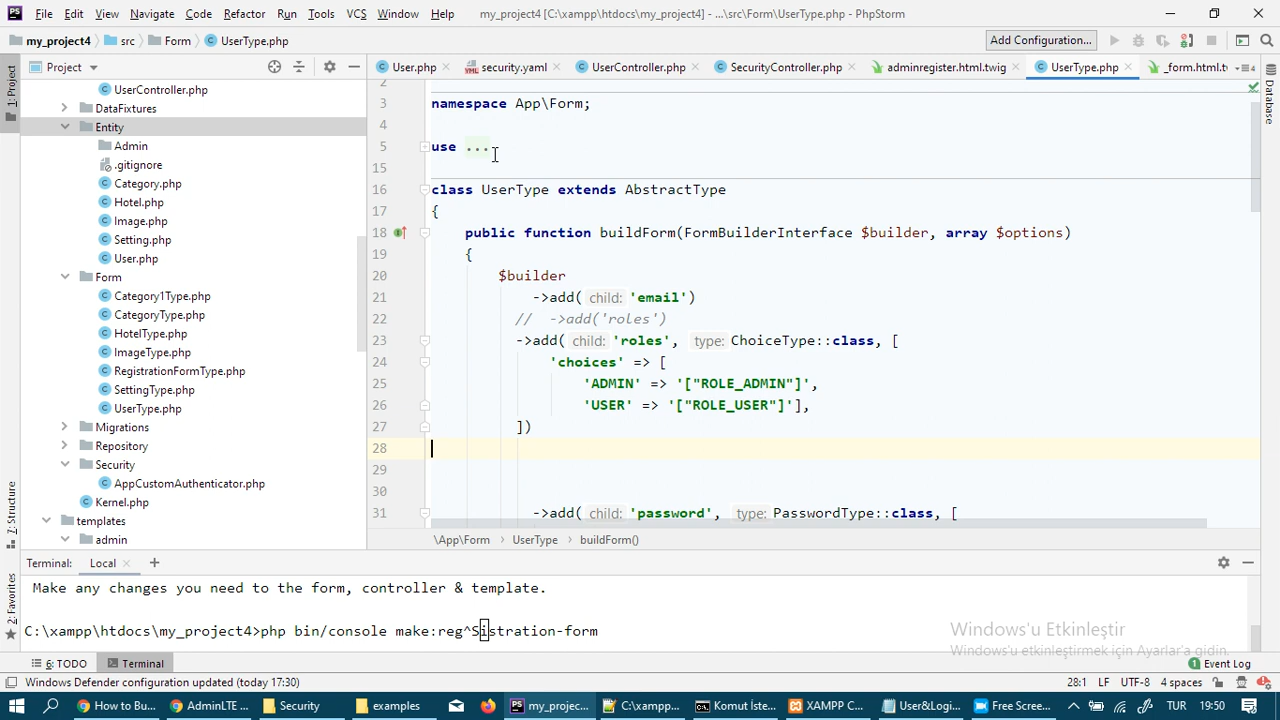 File Edit View Navigate Code Refactor Run Tools VCS Window Help my_project4 [C:\xampp\htdocs\my_project4] - ...\src\Form\UserType.php - PhpStorm
my_project4 src Form UserType.php Add Configuration...
Project User.php security.yaml UserController.php SecurityController.php adminregister.html.twig UserType.php _form.html.t
1: Project
Database
UserController.php
DataFixtures
Entity
Admin
.gitignore
Category.php
Hotel.php
Image.php
Setting.php
User.php
Form
Category1Type.php
CategoryType.php
HotelType.php
ImageType.php
RegistrationFormType.php
SettingType.php
UserType.php
Migrations
Repository
Security
AppCustomAuthenticator.php
Kernel.php
templates
admin
Z: Structure
2: Favorites
2
3 namespace App\Form;
4
5 use ...
15
16 class UserType extends AbstractType
17 {
18 public function buildForm(FormBuilderInterface $builder, array $options)
19 {
20 $builder
21 ->add( child: 'email')
22 // ->add('roles')
23 ->add( child: 'roles', type: ChoiceType::class, [
24 'choices' => [
25 'ADMIN' => '["ROLE_ADMIN"]',
26 'USER' => '["ROLE_USER"]'],
27 ])
28
29
30
31 ->add( child: 'password', type: PasswordType::class, [
\App\Form › UserType › buildForm()
Terminal: Local
Make any changes you need to the form, controller & template.
C:\xampp\htdocs\my_project4>php bin/console make:reg^Sistration-form
Windows'u Etkinleştir
Windows'u etkinleştirmek için Ayarlar'a gidin.
6: TODO Terminal Event Log
Windows Defender configuration updated (today 17:30) 28:1 LF UTF-8 4 spaces
How to Bu... AdminLTE ... Security examples my_projec... C:\xampp... Komut İste... XAMPP C... User&Logi... Free Scree... TUR 19:50